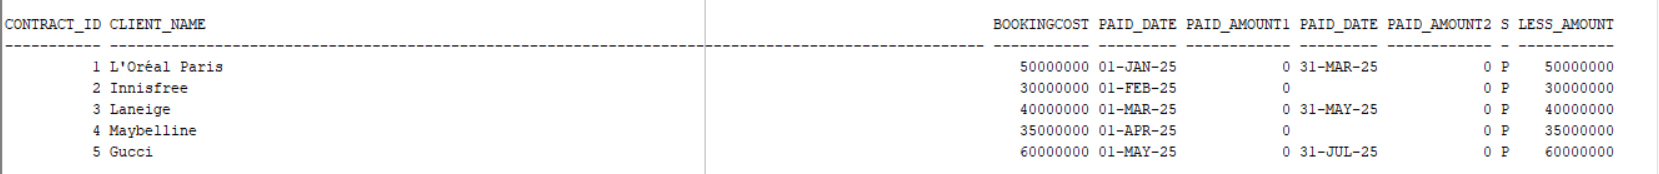 CONTRACT_ID CLIENT_NAME BOOKINGCOST PAID_DATE PAID_AMOUNT1 PAID_DATE PAID_AMOUNT2 S LESS_AMOUNT
1 L'Oréal Paris 50000000 01-JAN-25 0 31-MAR-25 0 P 50000000
2 Innisfree 30000000 01-FEB-25 0 0 P 30000000
3 Laneige 40000000 01-MAR-25 0 31-MAY-25 0 P 40000000
4 Maybelline 35000000 01-APR-25 0 0 P 35000000
5 Gucci 60000000 01-MAY-25 0 31-JUL-25 0 P 60000000